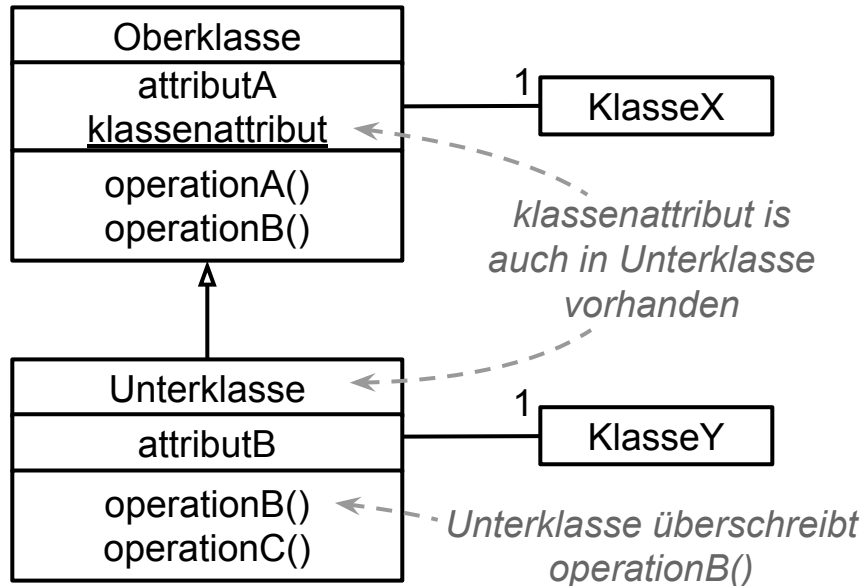 Oberklasse
attributA
klassenattribut
operationA()
operationB()
1
KlasseX
klassenattribut is
auch in Unterklasse
vorhanden
Unterklasse
attributB
operationB()
operationC()
1
KlasseY
Unterklasse überschreibt
operationB()